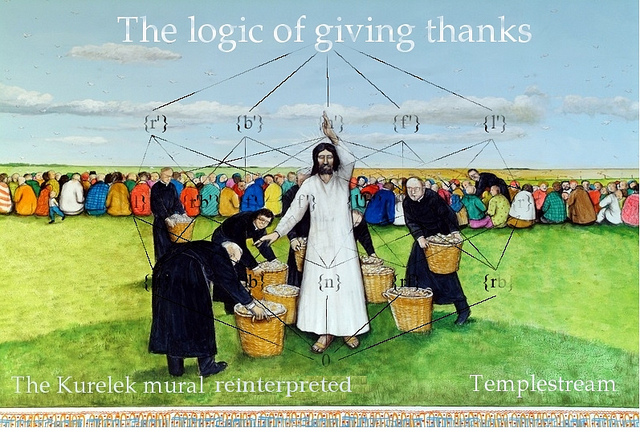 The logic of giving thanks
{r'} {b'} {n'} {f'} {l'}
{n} {rb}
0
The Kurelek mural reinterpreted
Templestream